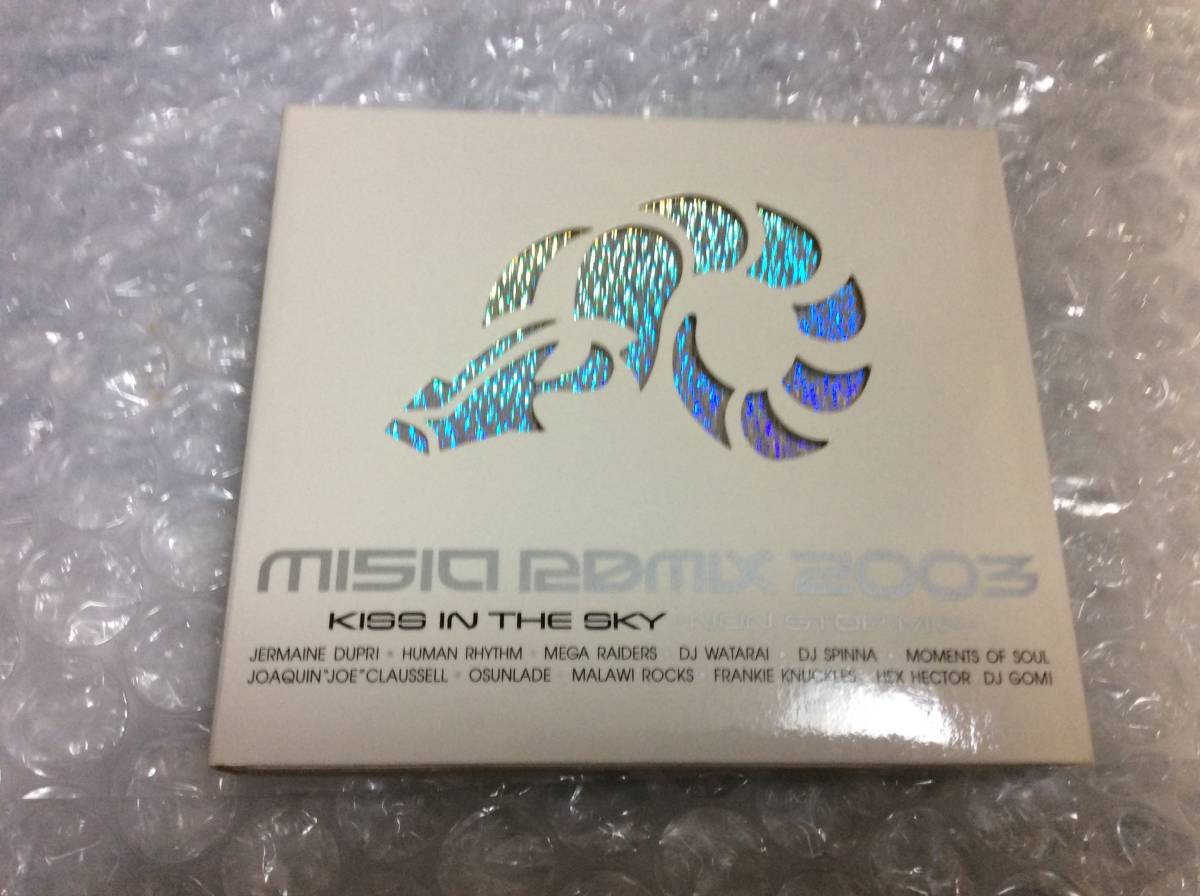 MISIA REMIX 2003
KISS IN THE SKY -NON STOP MIX-
JERMAINE DUPRI • HUMAN RHYTHM • MEGA RAIDERS • DJ WATARAI • DJ SPINNA • MOMENTS OF SOUL
JOAQUIN "JOE" CLAUSSELL • OSUNLADE • MALAWI ROCKS • FRANKIE KNUCKLES • HEX HECTOR DJ GOMI